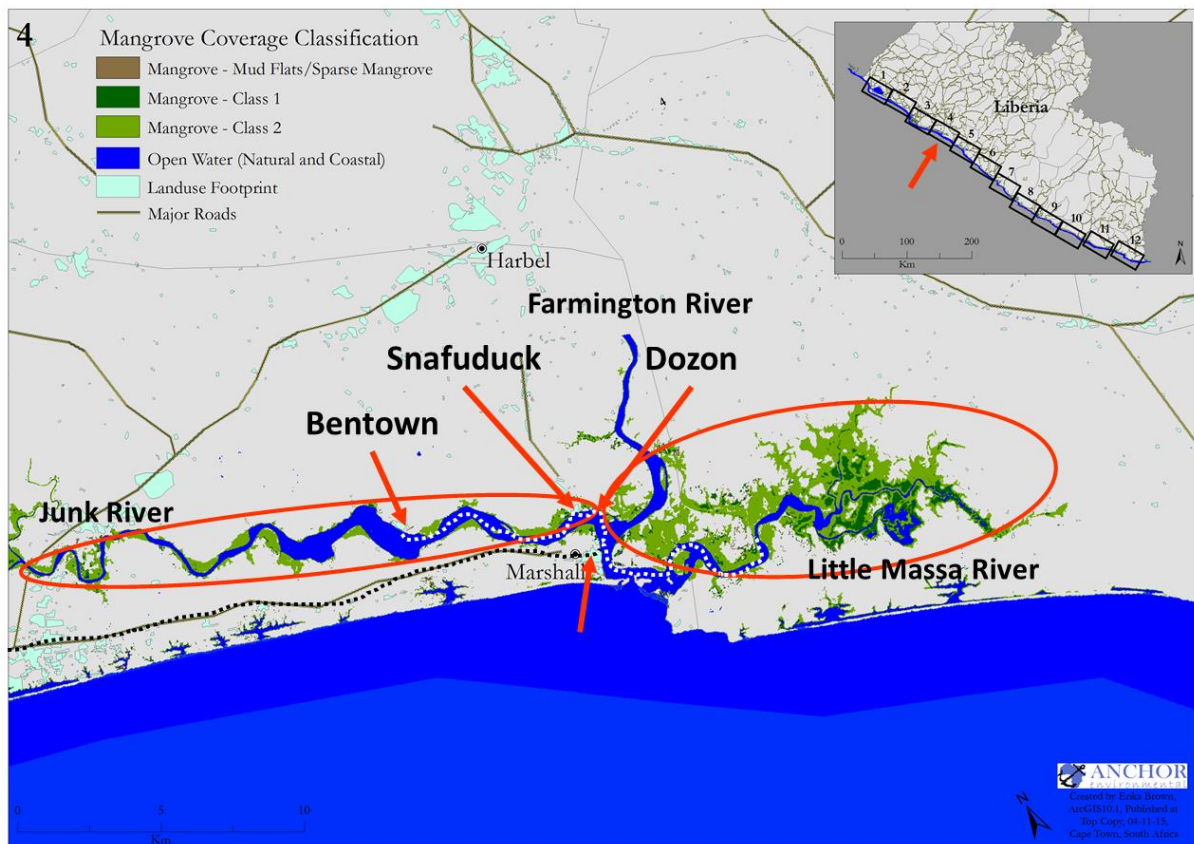 4
Mangrove Coverage Classification
Mangrove - Mud Flats/Sparse Mangrove
Mangrove - Class 1
Mangrove - Class 2
Open Water (Natural and Coastal)
Landuse Footprint
Major Roads
1
2
3
4
5
6
7
8
9
10
11
12
Liberia
0 100 200
Km
N
4
Harbel
Farmington River
Snafuduck
Dozon
Bentown
Junk River
Marshall
Little Massa River
0 5 10
Km
N
ANCHOR
environmental
Created by Erika Brown,
ArcGIS10.1, Published at
Top Copy, 04-11-15,
Cape Town, South Africa